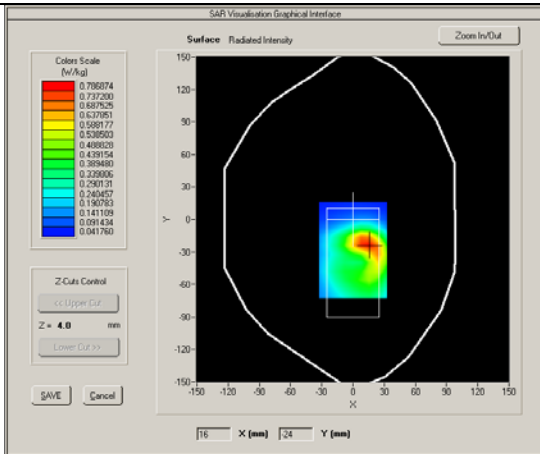 SAR Visualisation Graphical Interface
Surface Radiated Intensity
Zoom In/Out
Colors Scale
(W/kg)
0.786874
0.737200
0.687525
0.637851
0.588177
0.538503
0.488828
0.439154
0.389480
0.339806
0.290131
0.240457
0.190783
0.141109
0.091434
0.041760
Z-Cuts Control
<< Upper Cut
Z = 4.0 mm
Lower Cut >>
SAVE Cancel
150
120
90
60
30
0
-30
-60
-90
-120
-150
Y
-150 -120 -90 -60 -30 0 30 60 90 120 150
X
16 X (mm) -24 Y (mm)